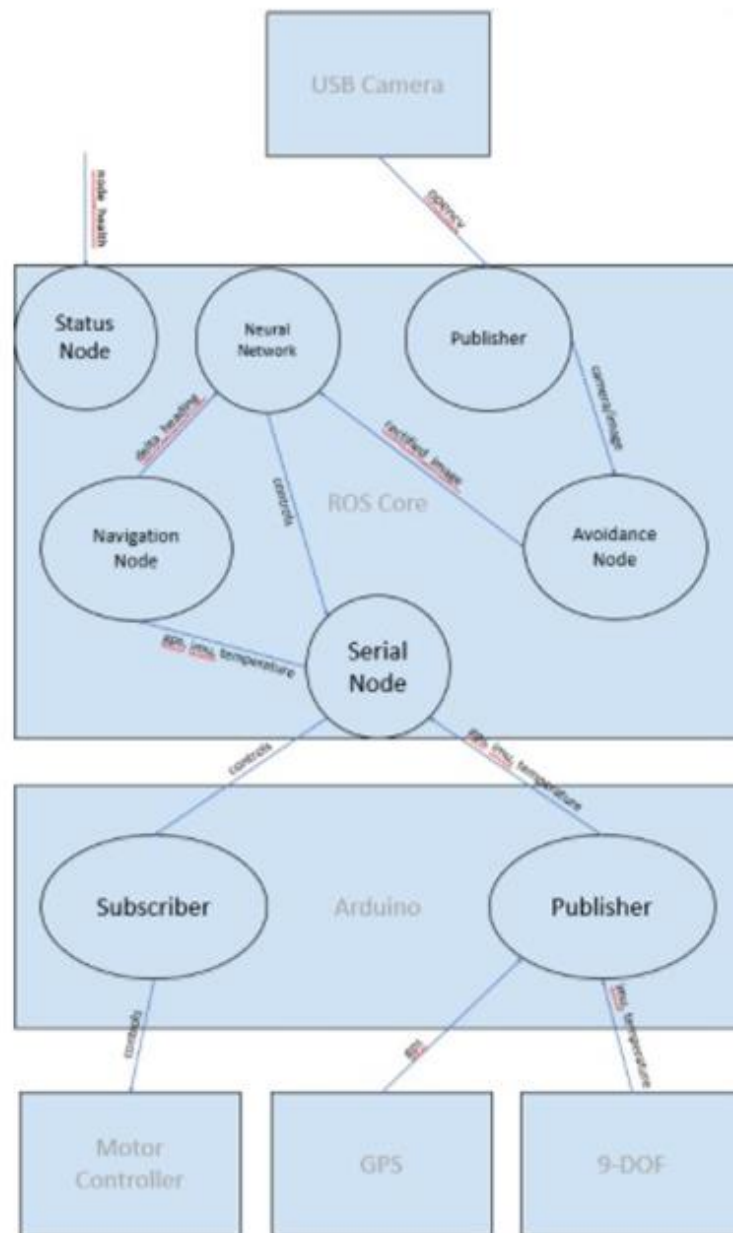 USB Camera
opencv
node_health
Status
Node
Neural
Network
Publisher
camera/image
delta_heading
rectified_image
controls
ROS Core
Navigation
Node
Avoidance
Node
gps, imu, temperature
Serial
Node
controls
gps, imu, temperature
Subscriber
Arduino
Publisher
controls
gps
imu, temperature
Motor
Controller
GPS
9-DOF